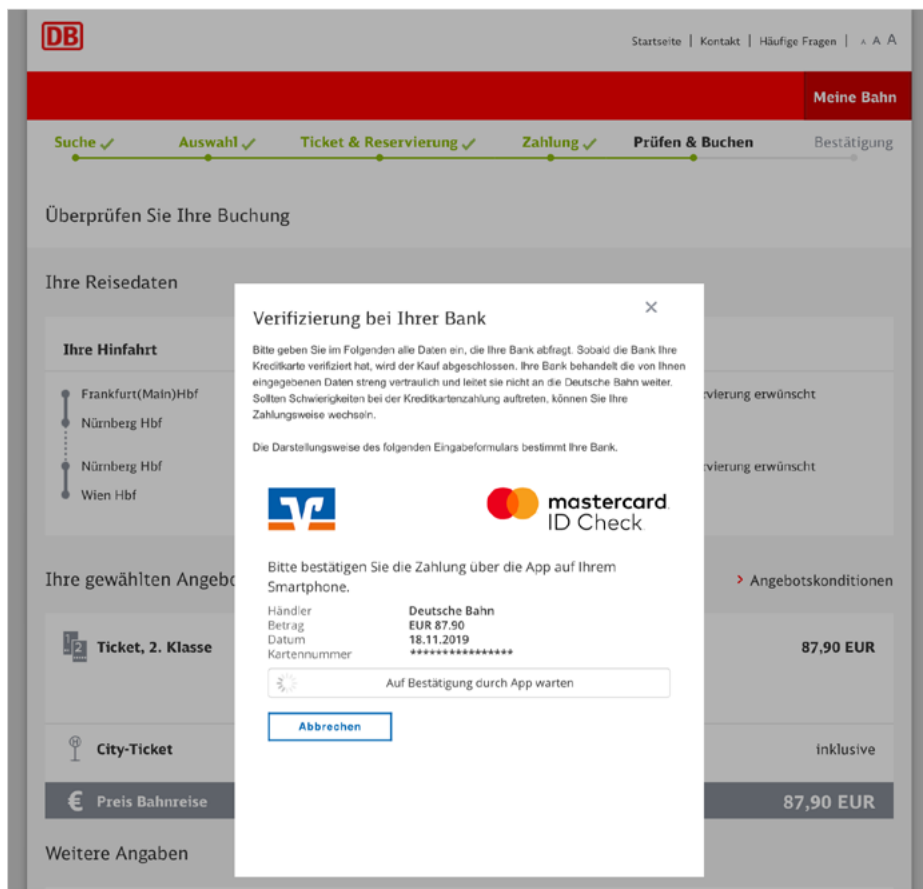 DB
Startseite | Kontakt | Häufige Fragen | A A A
Meine Bahn
Suche Auswahl Ticket & Reservierung Zahlung Prüfen & Buchen Bestätigung
Überprüfen Sie Ihre Buchung
Ihre Reisedaten
Ihre Hinfahrt
Frankfurt(Main)Hbf
Nürnberg Hbf
Nürnberg Hbf
Wien Hbf
erwünscht
erwünscht
Verifizierung bei Ihrer Bank
Bitte geben Sie im Folgenden alle Daten ein, die Ihre Bank abfragt. Sobald die Bank Ihre
Kreditkarte verifiziert hat, wird der Kauf abgeschlossen. Ihre Bank behandelt die von Ihnen
eingegebenen Daten streng vertraulich und leitet sie nicht an die Deutsche Bahn weiter.
Sollten Schwierigkeiten bei der Kreditkartenzahlung auftreten, können Sie Ihre
Zahlungsweise wechseln.
Die Darstellungsweise des folgenden Eingabeformulars bestimmt Ihre Bank.
mastercard
ID Check
Bitte bestätigen Sie die Zahlung über die App auf Ihrem
Smartphone.
Händler Deutsche Bahn
Betrag EUR 87.90
Datum 18.11.2019
Kartennummer ****************
Auf Bestätigung durch App warten
Abbrechen
Ihre gewählten
Angebotskonditionen
1 2 Ticket, 2. Klasse 87,90 EUR
H City-Ticket inklusive
€ Preis Bahnreise 87,90 EUR
Weitere Angaben